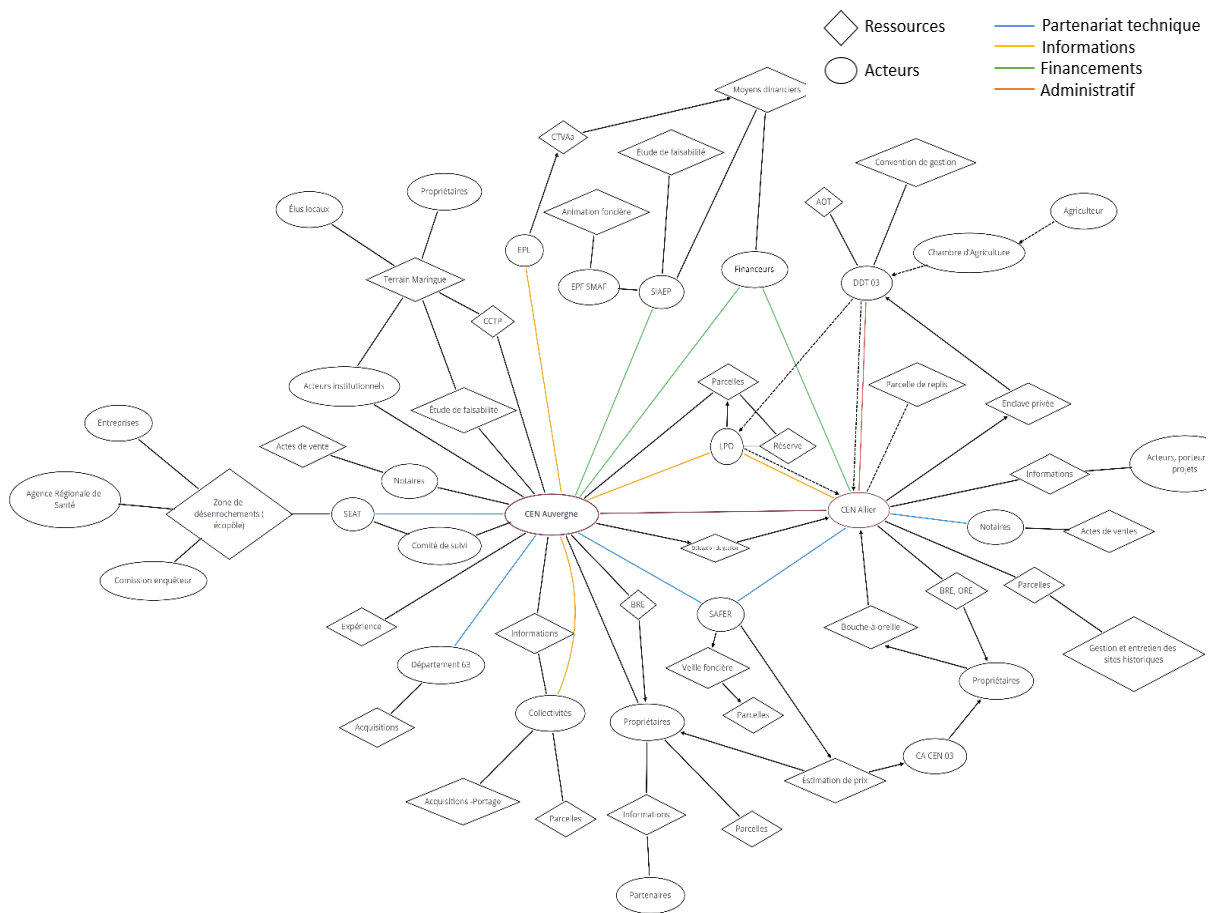 Ressources
Partenariat technique
Informations
Acteurs
Financements
Administratif
Moyens dinanciers
CTVAa
Étude de faisabilité
Convention de gestion
Propriétaires
Élus locaux
Animation foncière
AOT
Agriculteur
EPL
Chambre d'Agriculture
Terrain Maringue
EPF SMAF
SIAEP
Financeurs
DDT 03
CCTP
Parcelles
Parcelle de replis
Acteurs institutionnels
Étude de faisabilité
Enclave privée
Entreprises
Actes de vente
LPO
Réserve
Acteurs, porteur
projets
Informations
Notaires
Agence Régionale de
Santé
Zone de
désenrochements (
écopôle)
SEAT
CEN Auvergne
CEN Allier
Notaires
Actes de ventes
Comité de suivi
Délégation de gestion
Comission enquêteur
Parcelles
BRE, ORE
BRE
Expérience
Informations
SAFER
Bouche-à-oreille
Gestion et entretien des
sites historiques
Département 63
Veille foncière
Propriétaires
Acquisitions
Collectivités
Propriétaires
Parcelles
CA CEN 03
Estimation de prix
Acquisitions -Portage
Parcelles
Informations
Parcelles
Partenaires